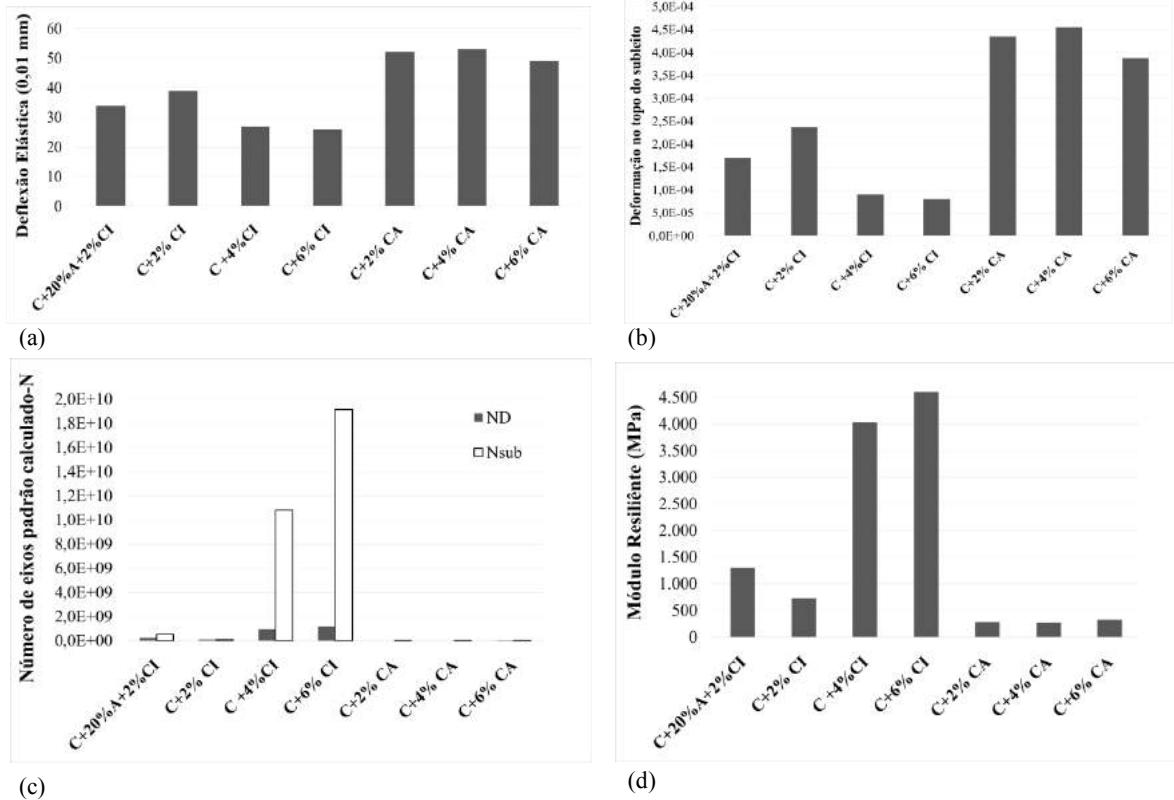 Deflexão Elástica (0,01 mm)
60
50
40
30
20
10
0
C+20%A+2%CI
C+2% CI
C +4%CI
C+6% CI
C+2% CA
C+4% CA
C+6% CA
(a)
Deformação no topo do subleito
5,0E-04
4,5E-04
4,0E-04
3,5E-04
3,0E-04
2,5E-04
2,0E-04
1,5E-04
1,0E-04
5,0E-05
0,0E+00
C+20%A+2%CI
C+2% CI
C +4%CI
C+6% CI
C+2% CA
C+4% CA
C+6% CA
(b)
Número de eixos padrão calculado-N
2,0E+10
1,8E+10
1,6E+10
1,4E+10
1,2E+10
1,0E+10
8,0E+09
6,0E+09
4,0E+09
2,0E+09
0,0E+00
ND
Nsub
C+20%A+2%CI
C+2% CI
C +4%CI
C+6% CI
C+2% CA
C+4% CA
C+6% CA
(c)
Módulo Resiliênte (MPa)
4.500
4.000
3.500
3.000
2.500
2.000
1.500
1.000
500
0
C+20%A+2%CI
C+2% CI
C +4%CI
C+6% CI
C+2% CA
C+4% CA
C+6% CA
(d)